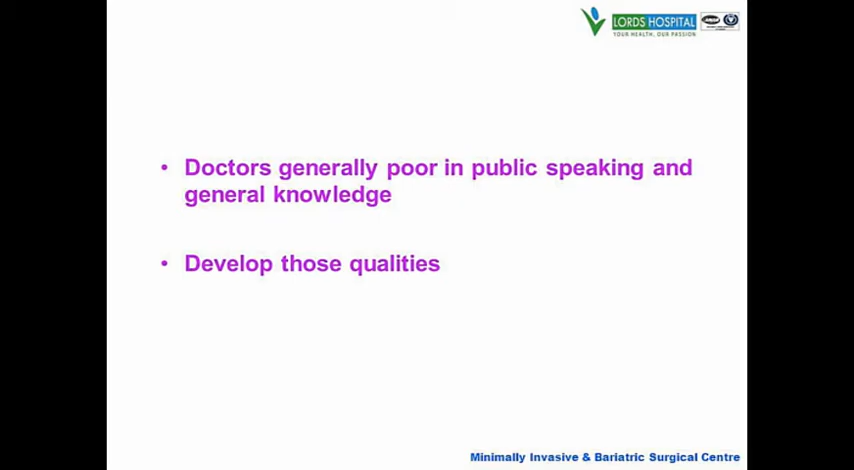 LORDS HOSPITAL
YOUR HEALTH, OUR PASSION
• Doctors generally poor in public speaking and
general knowledge
• Develop those qualities
Minimally Invasive & Bariatric Surgical Centre